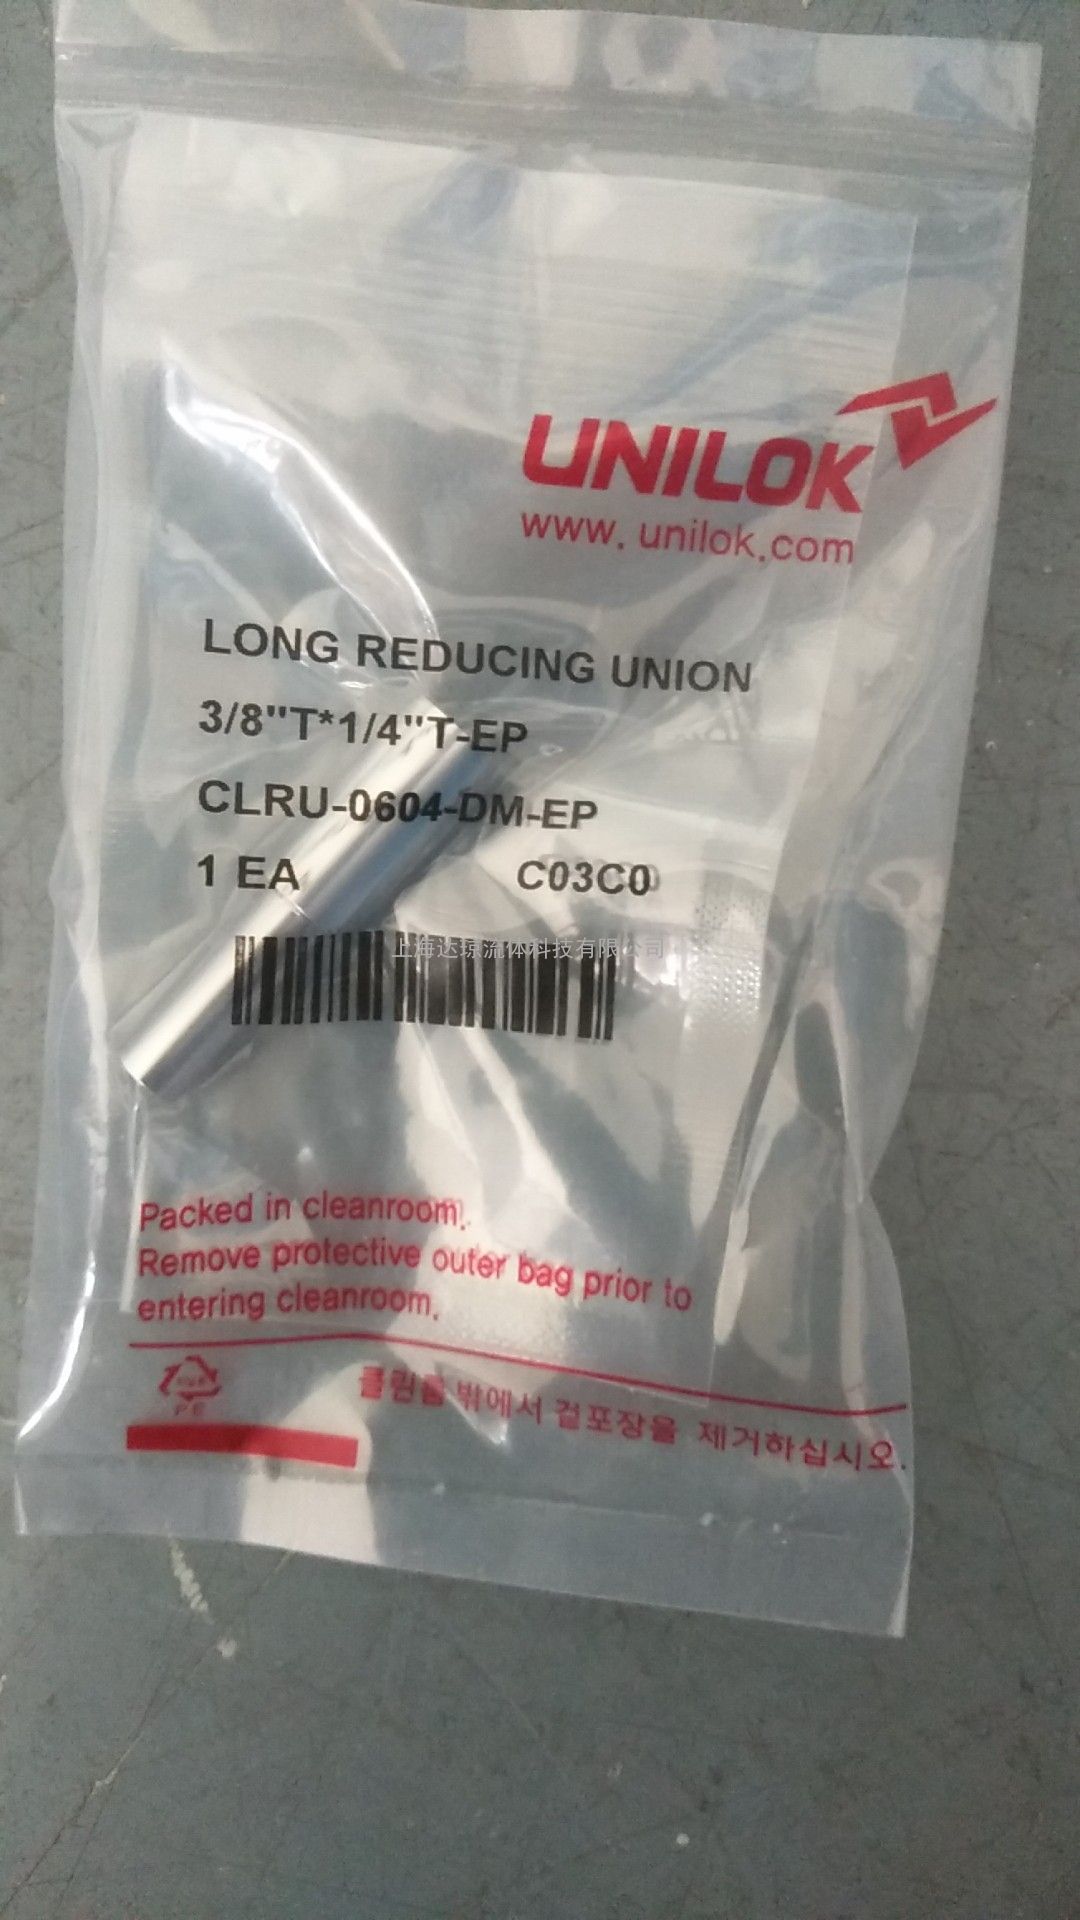 UNILOK
www.unilok.com
LONG REDUCING UNION
3/8"T*1/4"T-EP
CLRU-0604-DM-EP
1 EA C03C0
上海达琼流体科技有限公司
Packed in cleanroom.
Remove protective outer bag prior to
entering cleanroom.
클린룸 밖에서 겉포장을 제거하십시오.
PE